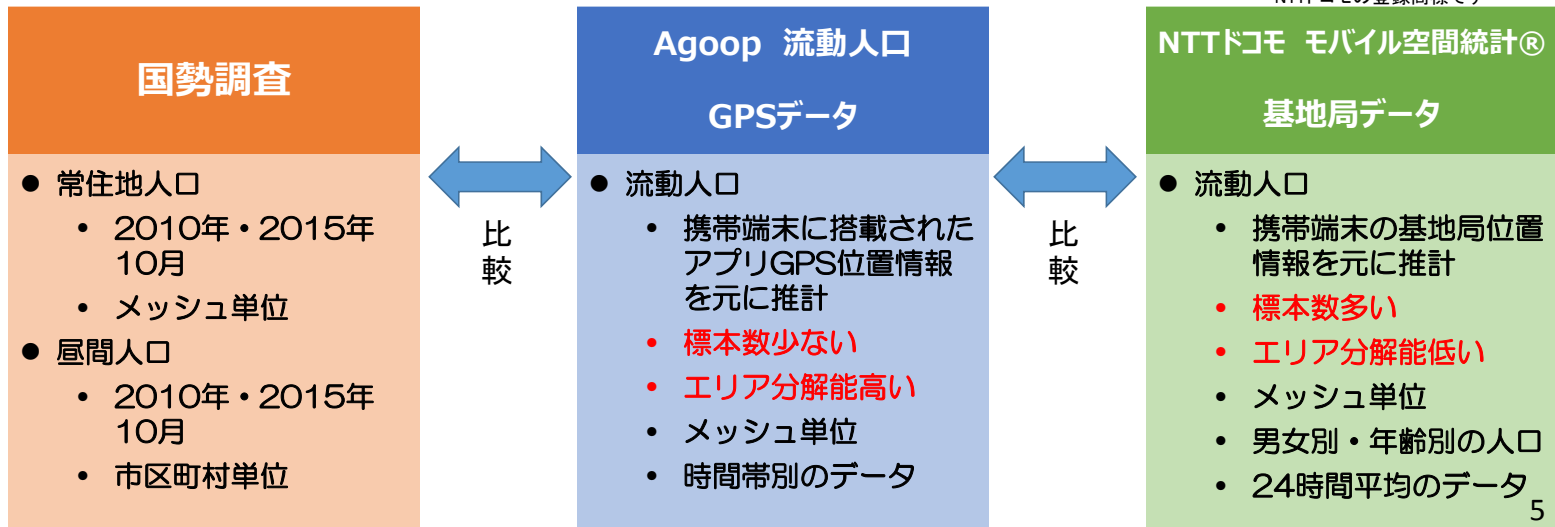 国勢調査
● 常住地人口
• 2010年・2015年
10月
• メッシュ単位
● 昼間人口
• 2010年・2015年
10月
• 市区町村単位
比
較
Agoop 流動人口
GPSデータ
● 流動人口
• 携帯端末に搭載された
アプリGPS位置情報
を元に推計
• 標本数少ない
• エリア分解能高い
• メッシュ単位
• 時間帯別のデータ
比
較
NTTドコモ モバイル空間統計®
基地局データ
● 流動人口
• 携帯端末の基地局位置
情報を元に推計
• 標本数多い
• エリア分解能低い
• メッシュ単位
• 男女別・年齢別の人口
• 24時間平均のデータ
5